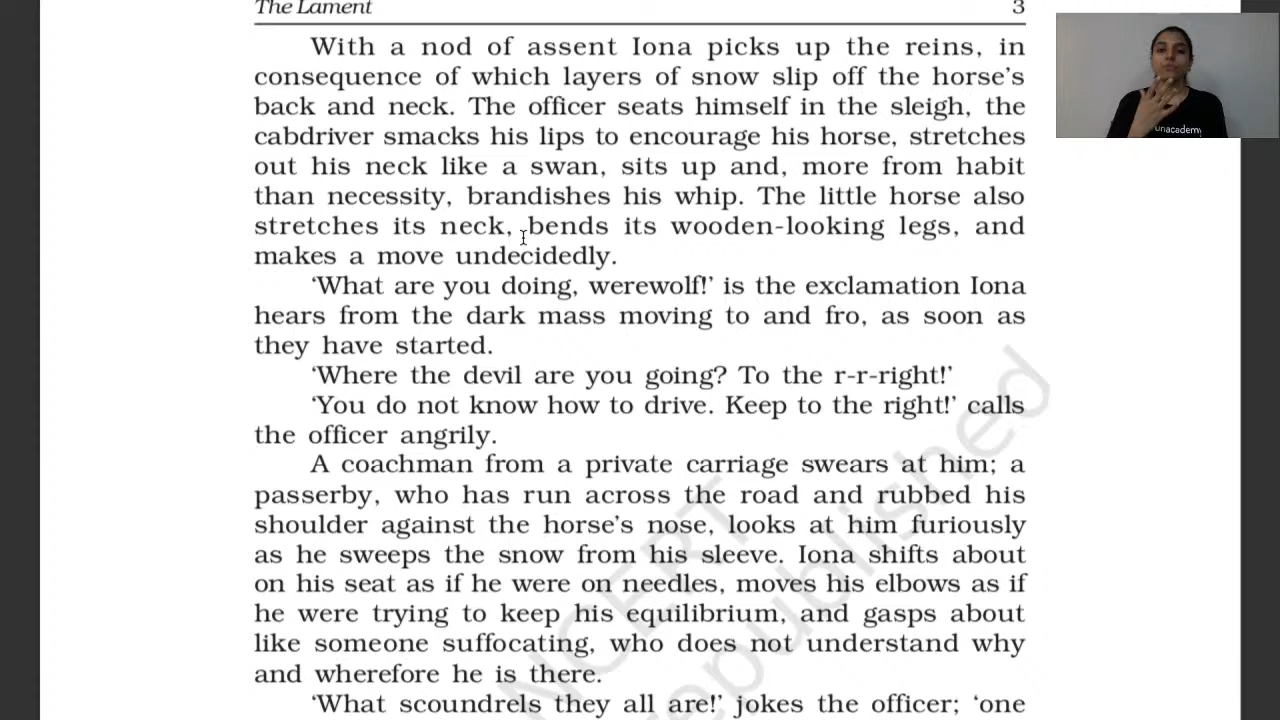 The Lament 3
With a nod of assent Iona picks up the reins, in
consequence of which layers of snow slip off the horse's
back and neck. The officer seats himself in the sleigh, the
cabdriver smacks his lips to encourage his horse, stretches
out his neck like a swan, sits up and, more from habit
than necessity, brandishes his whip. The little horse also
stretches its neck, bends its wooden-looking legs, and
makes a move undecidedly.
‘What are you doing, werewolf!’ is the exclamation Iona
hears from the dark mass moving to and fro, as soon as
they have started.
‘Where the devil are you going? To the r-r-right!’
‘You do not know how to drive. Keep to the right!’ calls
the officer angrily.
A coachman from a private carriage swears at him; a
passerby, who has run across the road and rubbed his
shoulder against the horse's nose, looks at him furiously
as he sweeps the snow from his sleeve. Iona shifts about
on his seat as if he were on needles, moves his elbows as if
he were trying to keep his equilibrium, and gasps about
like someone suffocating, who does not understand why
and wherefore he is there.
‘What scoundrels they all are!’ jokes the officer; ‘one
unacademy
NCERT
republished